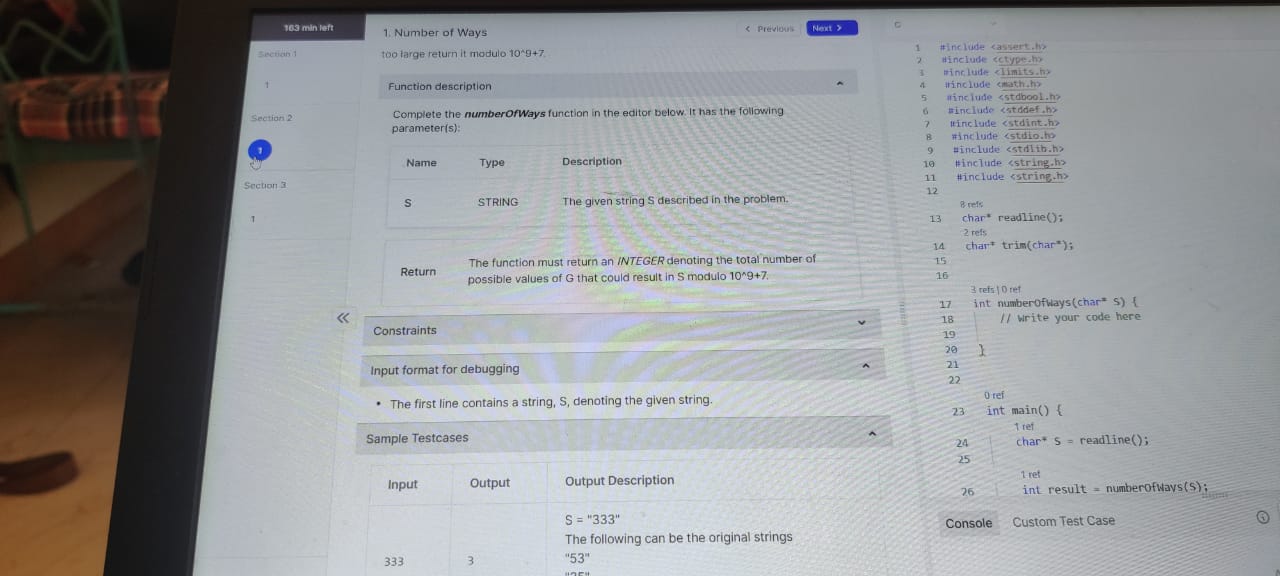 163 min left
Section 1
1
Section 2
1
Section 3
1
1. Number of Ways
< Previous
Next >
too large return it modulo 10^9+7.
Function description
Complete the numberOfWays function in the editor below. It has the following
parameter(s):
Name Type Description
S STRING The given string S described in the problem.
Return
The function must return an INTEGER denoting the total number of
possible values of G that could result in S modulo 10^9+7.
Constraints
Input format for debugging
• The first line contains a string, S, denoting the given string.
Sample Testcases
Input Output Output Description
S = "333"
The following can be the original strings
333 3 "53"
"35"
C
1 #include <assert.h>
2 #include <ctype.h>
3 #include <limits.h>
4 #include <math.h>
5 #include <stdbool.h>
6 #include <stddef.h>
7 #include <stdint.h>
8 #include <stdio.h>
9 #include <stdlib.h>
10 #include <string.h>
11 #include <string.h>
12
8 refs
13 char* readline();
2 refs
14 char* trim(char*);
15
16
3 refs | 0 ref
17 int numberOfWays(char* S) {
18 // Write your code here
19
20 }
21
22
0 ref
23 int main() {
1 ref
24 char* S = readline();
25
1 ref
26 int result = numberOfWays(S);
Console Custom Test Case